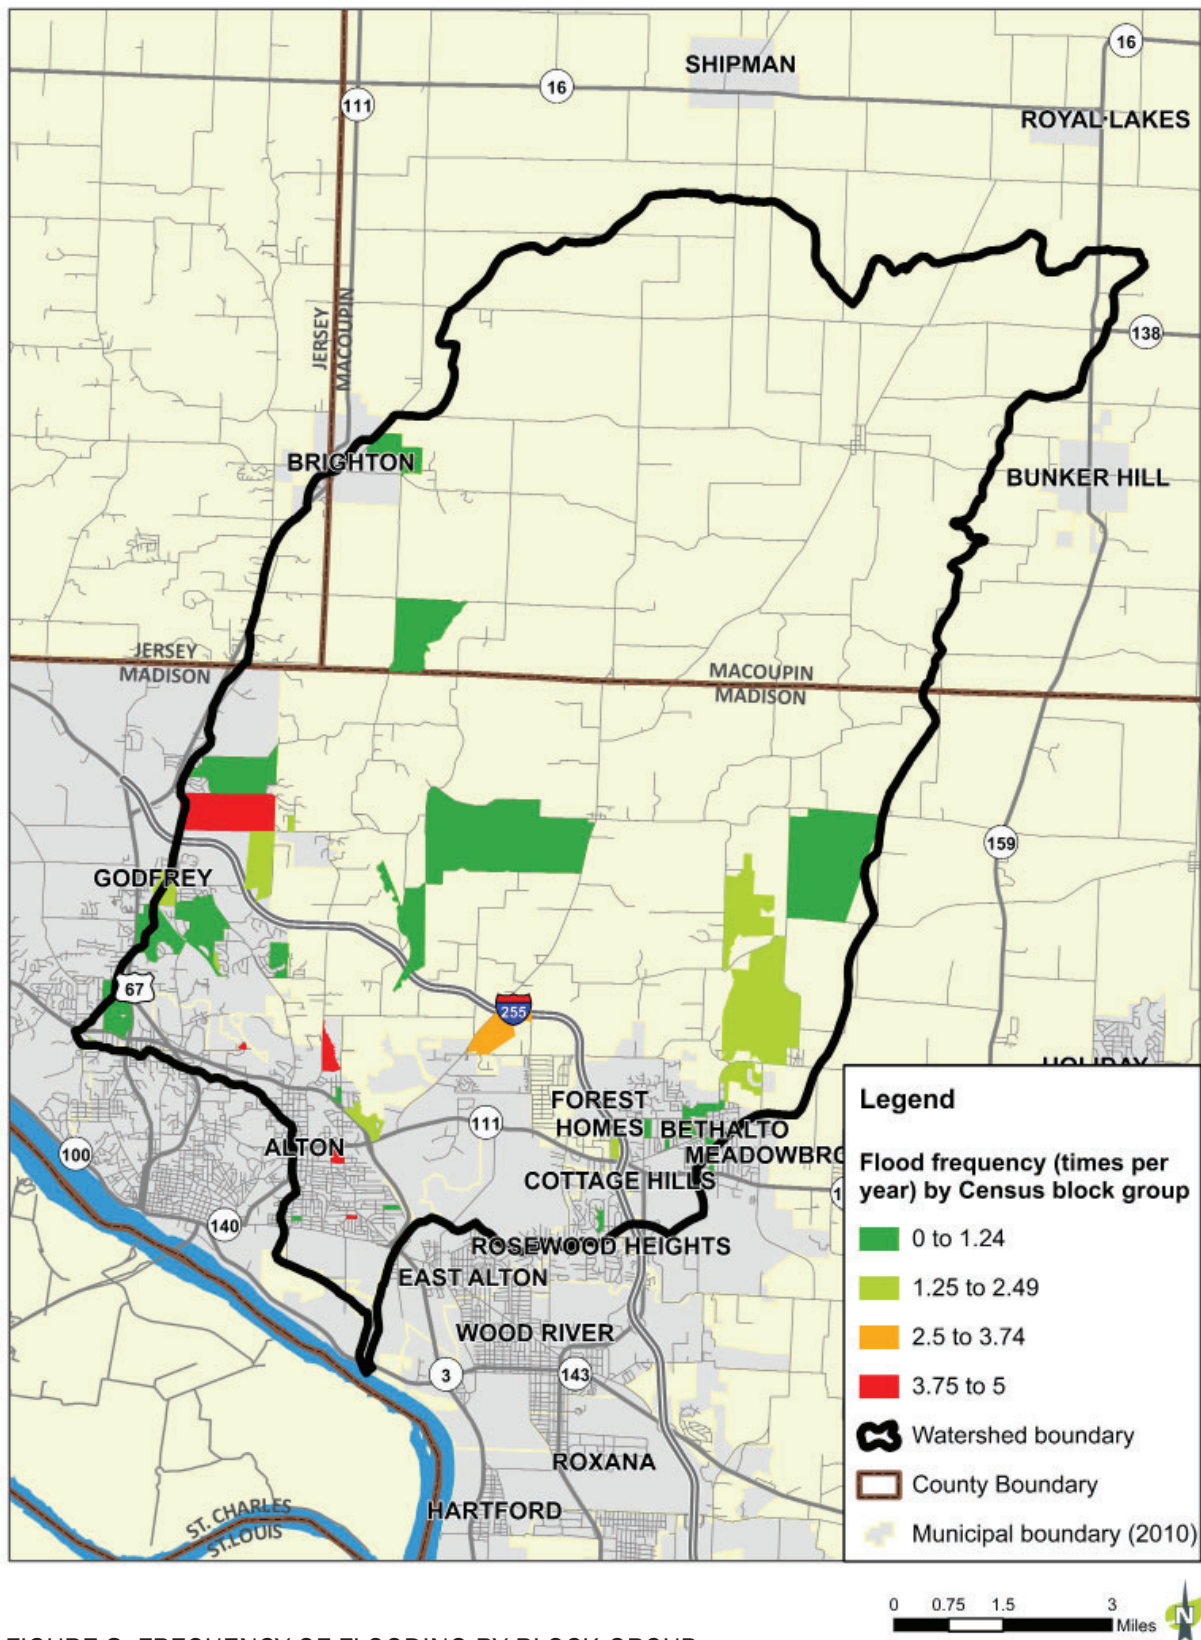 16
SHIPMAN
16
111
ROYAL LAKES
JERSEY
MACOUPIN
138
BRIGHTON
BUNKER HILL
JERSEY
MADISON
MACOUPIN
MADISON
159
GODFREY
67
255
FOREST
HOMES
BETHALTO
111
MEADOWBRO
ALTON
100
COTTAGE HILLS
140
ROSEWOOD HEIGHTS
EAST ALTON
WOOD RIVER
3
143
ROXANA
HARTFORD
ST. CHARLES
ST.LOUIS
Legend
Flood frequency (times per
year) by Census block group
0 to 1.24
1.25 to 2.49
2.5 to 3.74
3.75 to 5
Watershed boundary
County Boundary
Municipal boundary (2010)
0 0.75 1.5 3
Miles
N